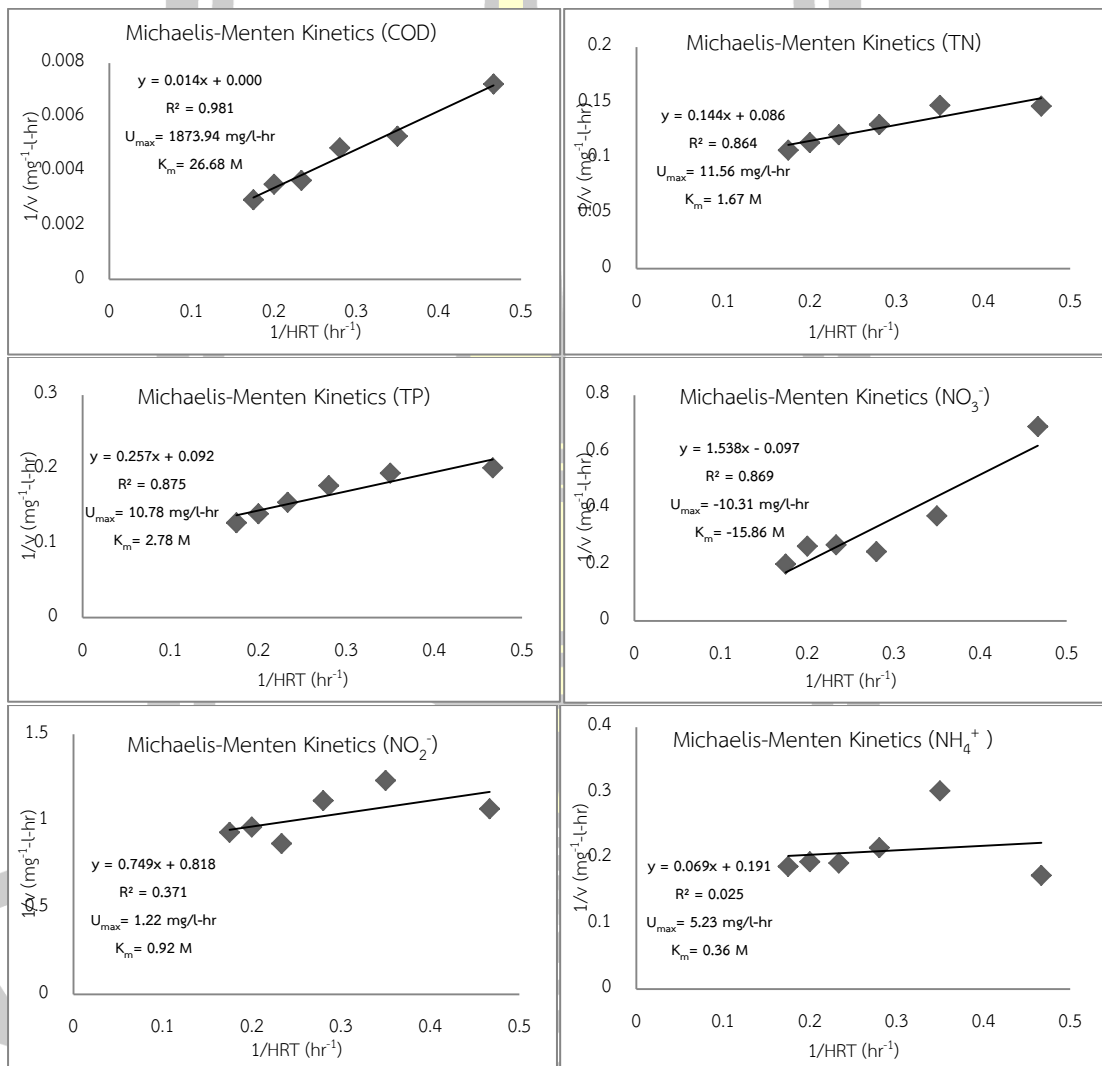 Michaelis-Menten Kinetics (COD)
0.008
0.006
0.004
0.002
0
1/v (mg⁻¹-l-hr)
y = 0.014x + 0.000
R² = 0.981
Uₘₐₓ= 1873.94 mg/l-hr
Kₘ= 26.68 M
0 0.1 0.2 0.3 0.4 0.5
1/HRT (hr⁻¹)
Michaelis-Menten Kinetics (TN)
0.2
0.15
0.1
0.05
0
1/v (mg⁻¹-l-hr)
y = 0.144x + 0.086
R² = 0.864
Uₘₐₓ= 11.56 mg/l-hr
Kₘ= 1.67 M
0 0.1 0.2 0.3 0.4 0.5
1/HRT (hr⁻¹)
Michaelis-Menten Kinetics (TP)
0.3
0.2
0.1
0
1/v (mg⁻¹-l-hr)
y = 0.257x + 0.092
R² = 0.875
Uₘₐₓ= 10.78 mg/l-hr
Kₘ= 2.78 M
0 0.1 0.2 0.3 0.4 0.5
1/HRT (hr⁻¹)
Michaelis-Menten Kinetics (NO₃⁻)
0.8
0.6
0.4
0.2
0
1/v (mg⁻¹-l-hr)
y = 1.538x - 0.097
R² = 0.869
Uₘₐₓ= -10.31 mg/l-hr
Kₘ= -15.86 M
0 0.1 0.2 0.3 0.4 0.5
1/HRT (hr⁻¹)
Michaelis-Menten Kinetics (NO₂⁻)
1.5
1
0.5
0
1/v (mg⁻¹-l-hr)
y = 0.749x + 0.818
R² = 0.371
Uₘₐₓ= 1.22 mg/l-hr
Kₘ= 0.92 M
0 0.1 0.2 0.3 0.4 0.5
1/HRT (hr⁻¹)
Michaelis-Menten Kinetics (NH₄⁺ )
0.4
0.3
0.2
0.1
0
1/v (mg⁻¹-l-hr)
y = 0.069x + 0.191
R² = 0.025
Uₘₐₓ= 5.23 mg/l-hr
Kₘ= 0.36 M
0 0.1 0.2 0.3 0.4 0.5
1/HRT (hr⁻¹)